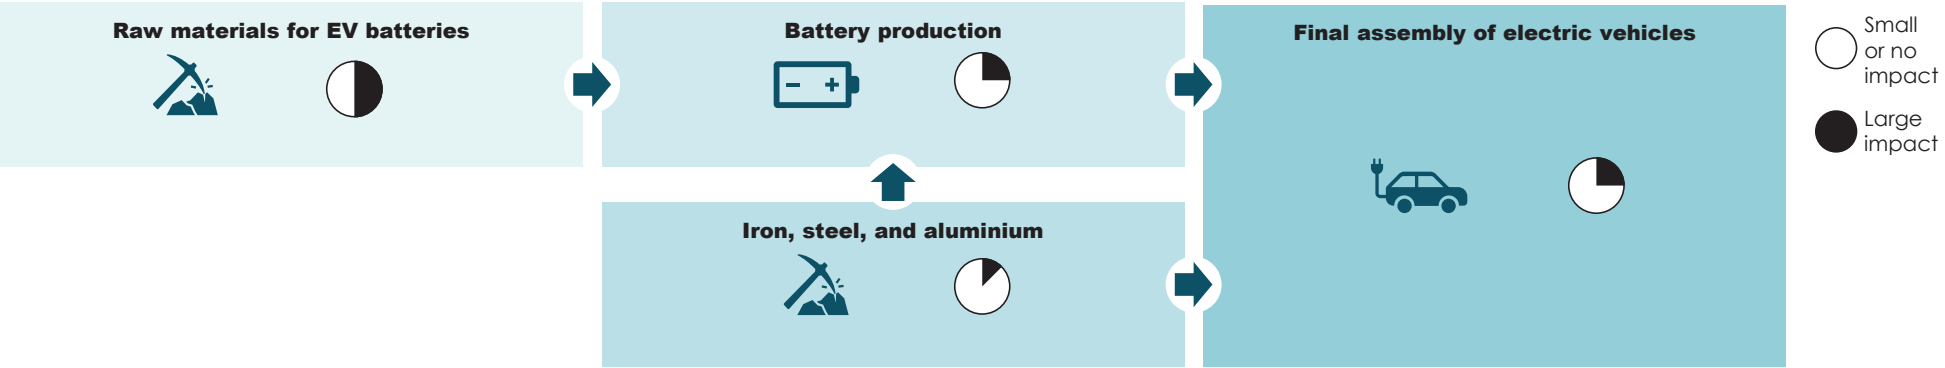 Raw materials for EV batteries
Battery production
Final assembly of electric vehicles
Small
or no
impact
Large
impact
Iron, steel, and aluminium